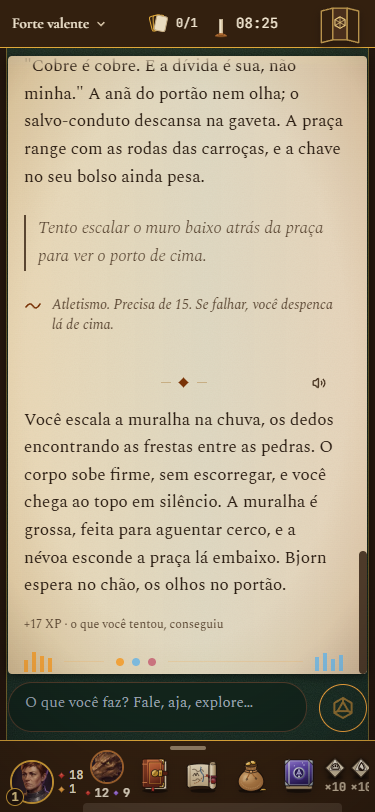 Forte valente
0/1
08:25
"Cobre é cobre. E a dívida é sua, não
minha." A anã do portão nem olha; o
salvo-conduto descansa na gaveta. A praça
range com as rodas das carroças, e a chave
no seu bolso ainda pesa.
Tento escalar o muro baixo atrás da praça
para ver o porto de cima.
Atletismo. Precisa de 15. Se falhar, você despenca
lá de cima.
Você escala a muralha na chuva, os dedos
encontrando as frestas entre as pedras. O
corpo sobe firme, sem escorregar, e você
chega ao topo em silêncio. A muralha é
grossa, feita para aguentar cerco, e a
névoa esconde a praça lá embaixo. Bjorn
espera no chão, os olhos no portão.
+17 XP · o que você tentou, conseguiu
O que você faz? Fale, aja, explore...
18
1
1
12 9
×10 ×10